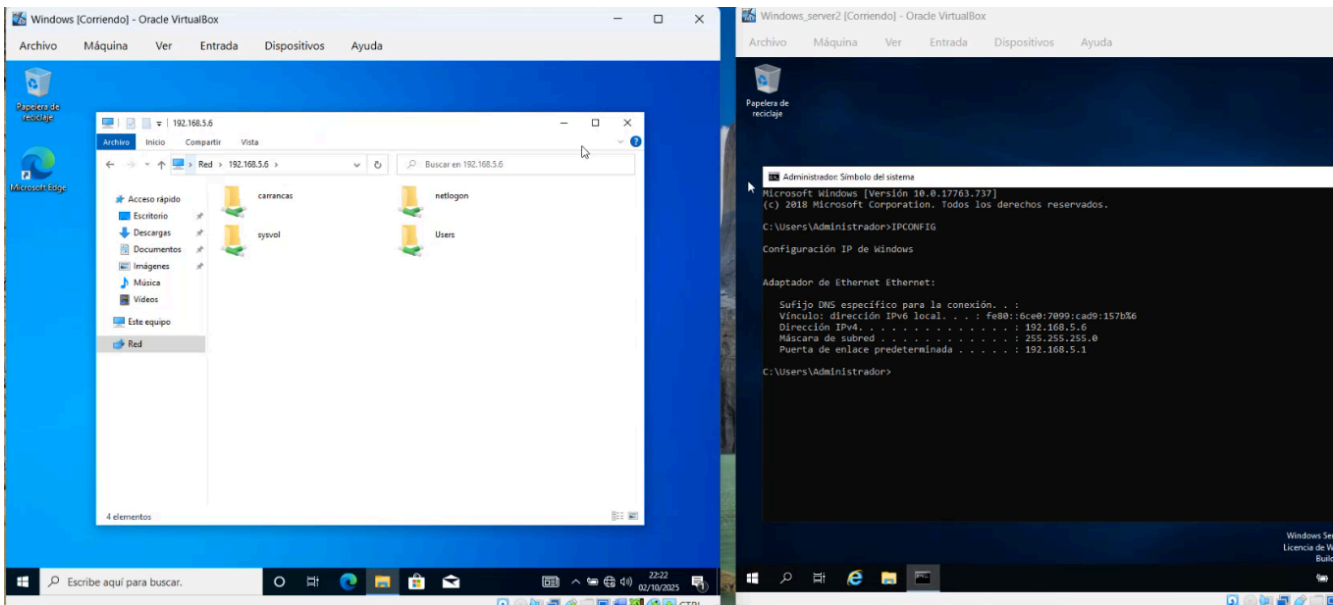 Windows [Corriendo] - Oracle VirtualBox
Archivo Máquina Ver Entrada Dispositivos Ayuda
Papelera de
reciclaje
Microsoft Edge
192.168.5.6
Archivo Inicio Compartir Vista
Red > 192.168.5.6 >
Buscar en 192.168.5.6
Acceso rápido
Escritorio
Descargas
Documentos
Imágenes
Música
Vídeos
Este equipo
Red
carrancas
netlogon
sysvol
Users
4 elementos
Escribe aquí para buscar.
22:22
02/10/2025
Windows_server2 [Corriendo] - Oracle VirtualBox
Archivo Máquina Ver Entrada Dispositivos Ayuda
Papelera de
reciclaje
Administrador: Símbolo del sistema
Microsoft Windows [Versión 10.0.17763.737]
(c) 2018 Microsoft Corporation. Todos los derechos reservados.
C:\Users\Administrador>IPCONFIG
Configuración IP de Windows
Adaptador de Ethernet Ethernet:
Sufijo DNS específico para la conexión. . :
Vínculo: dirección IPv6 local. . . : fe80::6ce0:7099:cad9:157b%6
Dirección IPv4. . . . . . . . . . . . . . : 192.168.5.6
Máscara de subred . . . . . . . . . . . . : 255.255.255.0
Puerta de enlace predeterminada . . . . . : 192.168.5.1
C:\Users\Administrador>
Windows Se
Licencia de W
Build